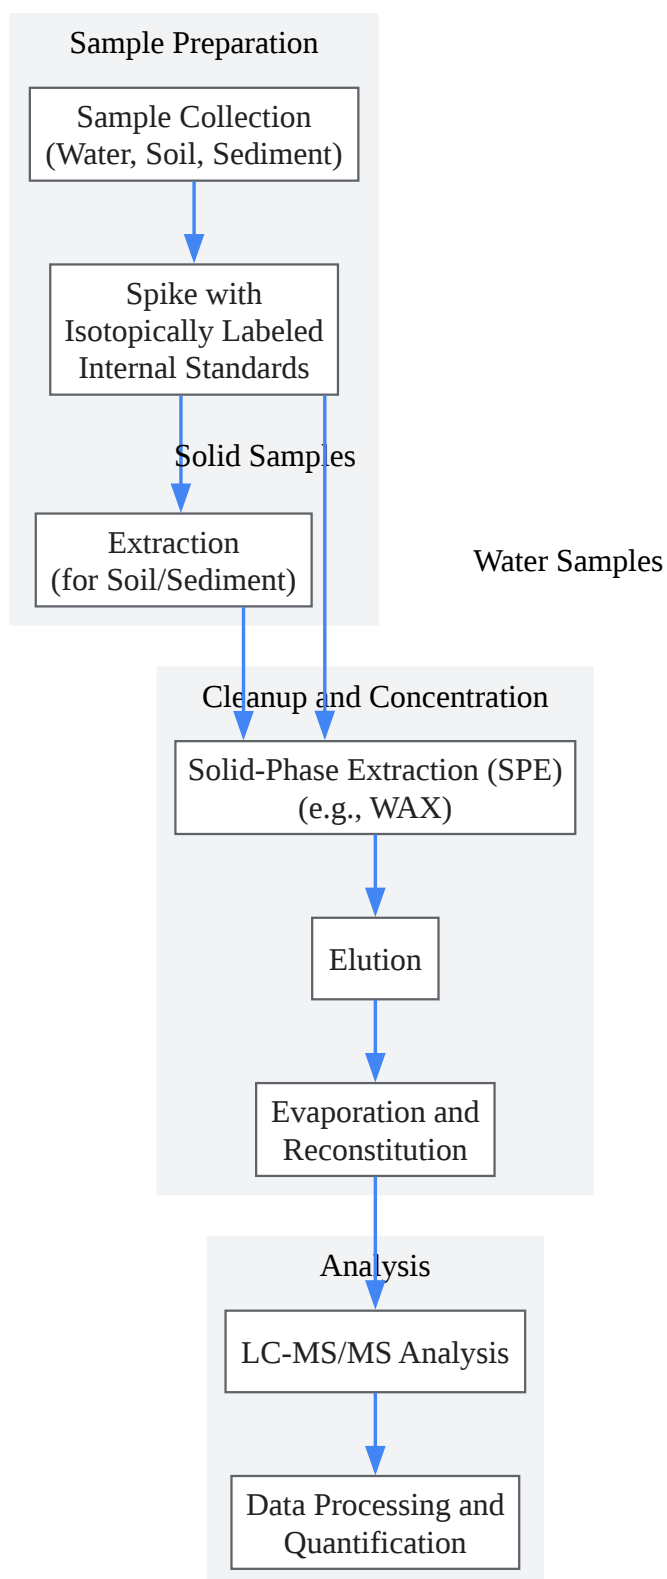 Sample Preparation
Sample Collection
(Water, Soil, Sediment)
Spike with
Isotopically Labeled
Internal Standards
Solid Samples
Extraction
(for Soil/Sediment)
Water Samples
Cleanup and Concentration
Solid-Phase Extraction (SPE)
(e.g., WAX)
Elution
Evaporation and
Reconstitution
Analysis
LC-MS/MS Analysis
Data Processing and
Quantification